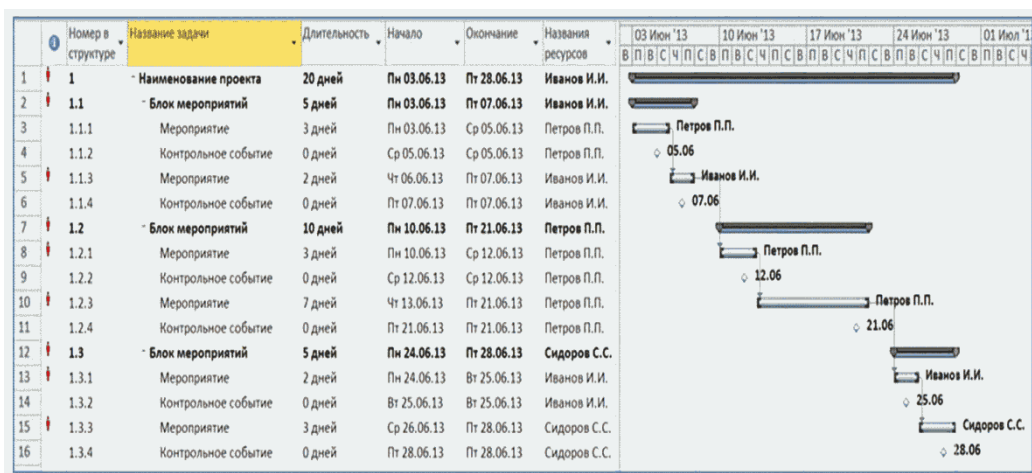 Номер в структуре Название задачи Длительность Начало Окончание Названия ресурсов 03 Июн '13 10 Июн '13 17 Июн '13 24 Июн '13 01 Июл '1
В П В С Ч П С В П В С Ч П С В П В С Ч П С В П В С Ч П С В П В С Ч
1 1 Наименование проекта 20 дней Пн 03.06.13 Пт 28.06.13 Иванов И.И.
2 1.1 Блок мероприятий 5 дней Пн 03.06.13 Пт 07.06.13 Иванов И.И.
3 1.1.1 Мероприятие 3 дней Пн 03.06.13 Ср 05.06.13 Петров П.П. Петров П.П.
4 1.1.2 Контрольное событие 0 дней Ср 05.06.13 Ср 05.06.13 Петров П.П. 05.06
5 1.1.3 Мероприятие 2 дней Чт 06.06.13 Пт 07.06.13 Иванов И.И. Иванов И.И.
6 1.1.4 Контрольное событие 0 дней Пт 07.06.13 Пт 07.06.13 Иванов И.И. 07.06
7 1.2 Блок мероприятий 10 дней Пн 10.06.13 Пт 21.06.13 Петров П.П.
8 1.2.1 Мероприятие 3 дней Пн 10.06.13 Ср 12.06.13 Петров П.П. Петров П.П.
9 1.2.2 Контрольное событие 0 дней Ср 12.06.13 Ср 12.06.13 Петров П.П. 12.06
10 1.2.3 Мероприятие 7 дней Чт 13.06.13 Пт 21.06.13 Петров П.П. Петров П.П.
11 1.2.4 Контрольное событие 0 дней Пт 21.06.13 Пт 21.06.13 Петров П.П. 21.06
12 1.3 Блок мероприятий 5 дней Пн 24.06.13 Пт 28.06.13 Сидоров С.С.
13 1.3.1 Мероприятие 2 дней Пн 24.06.13 Вт 25.06.13 Иванов И.И. Иванов И.И.
14 1.3.2 Контрольное событие 0 дней Вт 25.06.13 Вт 25.06.13 Иванов И.И. 25.06
15 1.3.3 Мероприятие 3 дней Ср 26.06.13 Пт 28.06.13 Сидоров С.С. Сидоров С.С.
16 1.3.4 Контрольное событие 0 дней Пт 28.06.13 Пт 28.06.13 Сидоров С.С. 28.06